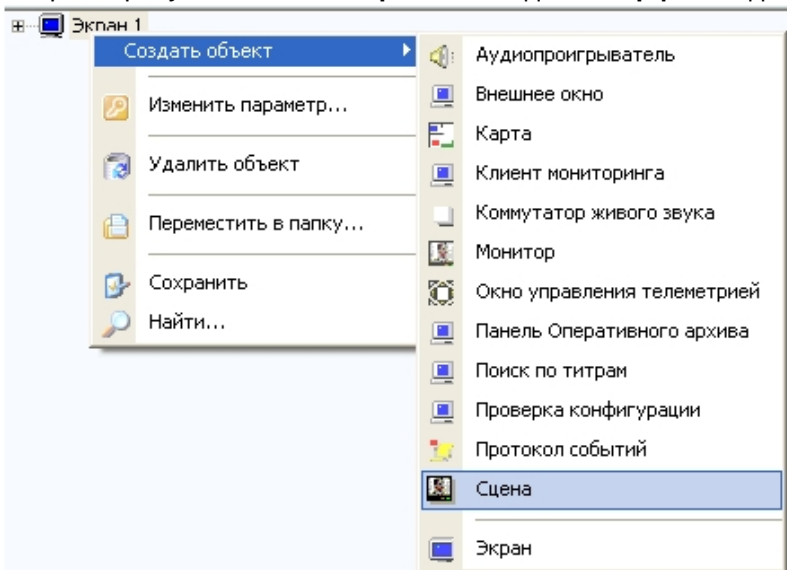 Экран 1
Создать объект
Изменить параметр...
Удалить объект
Переместить в папку...
Сохранить
Найти...
Аудиопроигрыватель
Внешнее окно
Карта
Клиент мониторинга
Коммутатор живого звука
Монитор
Окно управления телеметрией
Панель Оперативного архива
Поиск по титрам
Проверка конфигурации
Протокол событий
Сцена
Экран